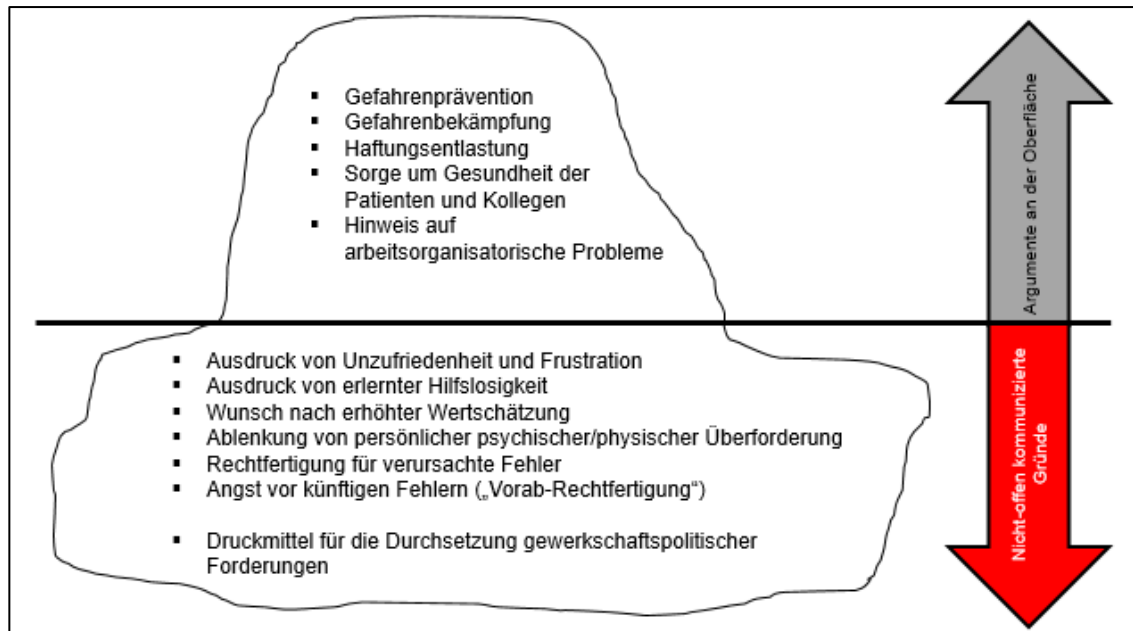 ▪ Gefahrenprävention
▪ Gefahrenbekämpfung
▪ Haftungsentlastung
▪ Sorge um Gesundheit der
Patienten und Kollegen
▪ Hinweis auf
arbeitsorganisatorische Probleme
Argumente an der Oberfläche
▪ Ausdruck von Unzufriedenheit und Frustration
▪ Ausdruck von erlernter Hilfslosigkeit
▪ Wunsch nach erhöhter Wertschätzung
▪ Ablenkung von persönlicher psychischer/physischer Überforderung
▪ Rechtfertigung für verursachte Fehler
▪ Angst vor künftigen Fehlern („Vorab-Rechtfertigung“)
▪ Druckmittel für die Durchsetzung gewerkschaftspolitischer
Forderungen
Nicht-offen kommunizierte
Gründe